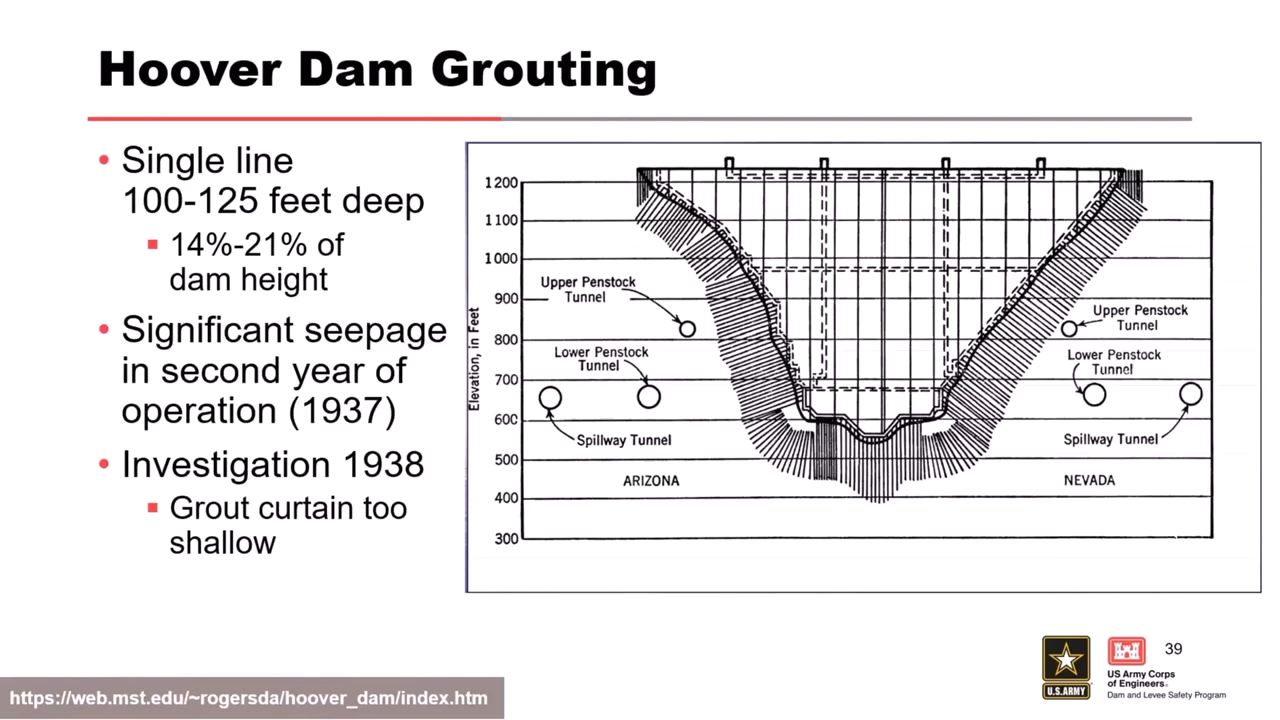 Hoover Dam Grouting
• Single line
100-125 feet deep
▪ 14%-21% of
dam height
• Significant seepage
in second year of
operation (1937)
• Investigation 1938
▪ Grout curtain too
shallow
Elevation, in Feet
1200
1100
1000
900
800
700
600
500
400
300
Upper Penstock
Tunnel
Lower Penstock
Tunnel
Spillway Tunnel
ARIZONA
Upper Penstock
Tunnel
Lower Penstock
Tunnel
Spillway Tunnel
NEVADA
U.S.ARMY
US Army Corps
of Engineers®
Dam and Levee Safety Program
39
https://web.mst.edu/~rogersda/hoover_dam/index.htm